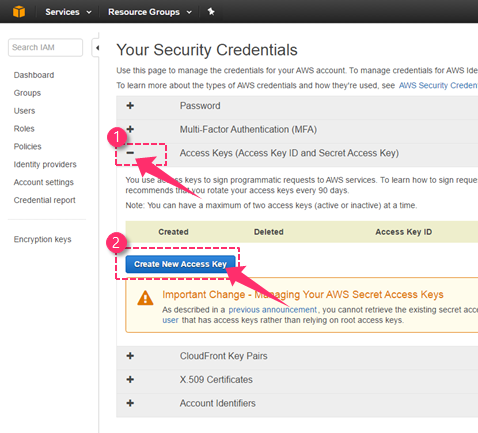 Services
Resource Groups
Search IAM
Dashboard
Groups
Users
Roles
Policies
Identity providers
Account settings
Credential report
Encryption keys
Your Security Credentials
Use this page to manage the credentials for your AWS account. To manage credentials for AWS Ide
To learn more about the types of AWS credentials and how they're used, see AWS Security Creden
+ Password
+ Multi-Factor Authentication (MFA)
1
− Access Keys (Access Key ID and Secret Access Key)
You use access keys to sign programmatic requests to AWS services. To learn how to sign reque
recommends that you rotate your access keys every 90 days.
Note: You can have a maximum of two access keys (active or inactive) at a time.
Created Deleted Access Key ID
2
Create New Access Key
Important Change - Managing Your AWS Secret Access Keys
As described in a previous announcement, you cannot retrieve the existing secret acce
user that has access keys rather than relying on root access keys.
+ CloudFront Key Pairs
+ X.509 Certificates
+ Account Identifiers